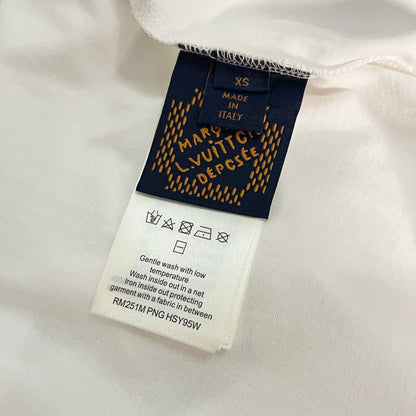 XS
MADE
IN
ITALY
MARQUE
L.VUITTON
DÉPOSÉE
Gentle wash with low
temperature
Wash inside out in a net
Iron inside out protecting
garment with a fabric in between
RM251M PNG HSY95W